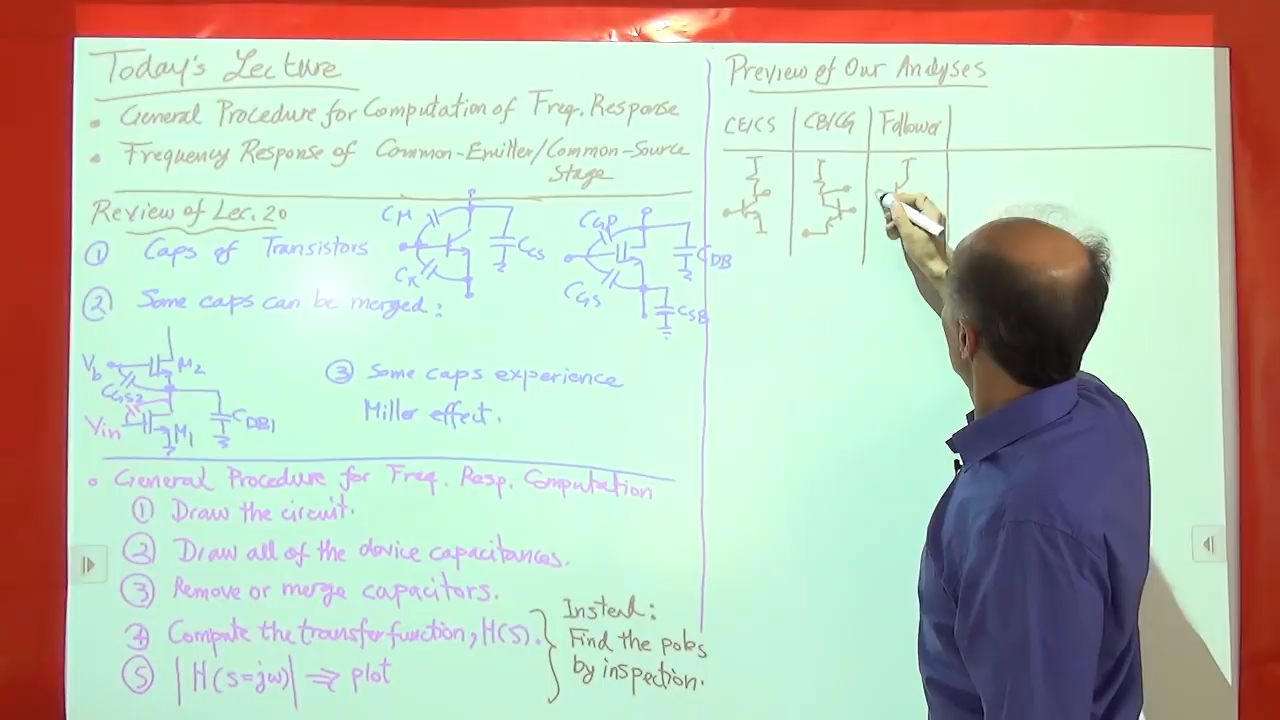 Today's Lecture
• General Procedure for Computation of Freq. Response
• Frequency Response of Common-Emitter/Common-Source
Stage
Review of Lec. 20
① Caps of Transistors
Cμ
Cπ
CCS
CGD
CGS
CDB
CSB
② Some caps can be merged:
Vb
M2
CGS2
Vin
M1
CDB1
③ Some caps experience
Miller effect.
• General Procedure for Freq. Resp. Computation
① Draw the circuit.
② Draw all of the device capacitances.
③ Remove or merge capacitors.
④ Compute the transfer function, H(s).
⑤ |H(s=jω)| ⇒ plot
Instead:
Find the poles
by inspection.
Preview of Our Analyses
CE/CS CB/CG Follower